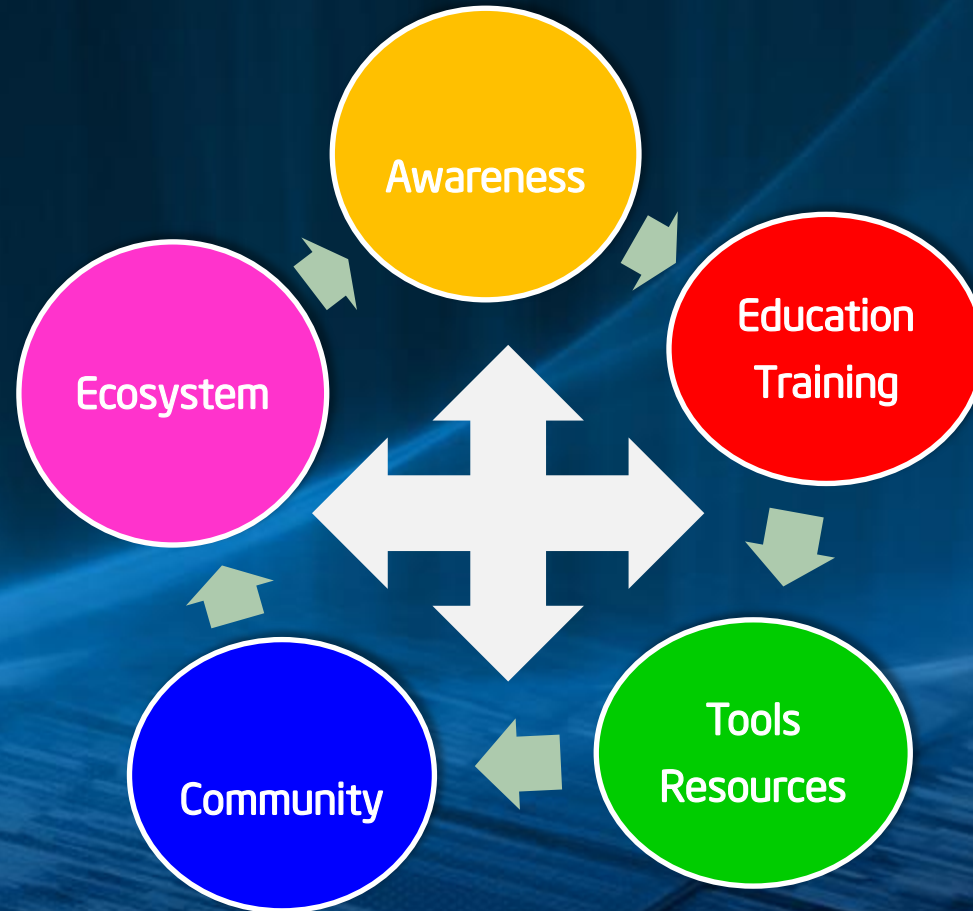 Awareness
Education
Training
Tools
Resources
Community
Ecosystem